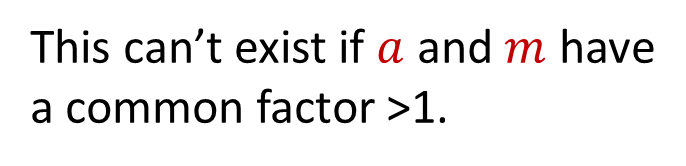 This can’t exist if a and m have
a common factor >1.